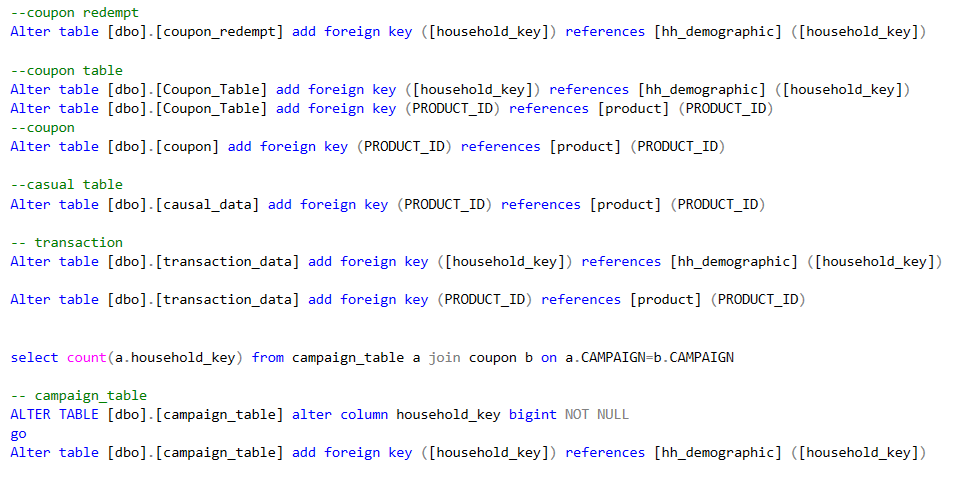 --coupon redempt
Alter table [dbo].[coupon_redempt] add foreign key ([household_key]) references [hh_demographic] ([household_key])
--coupon table
Alter table [dbo].[Coupon_Table] add foreign key ([household_key]) references [hh_demographic] ([household_key])
Alter table [dbo].[Coupon_Table] add foreign key (PRODUCT_ID) references [product] (PRODUCT_ID)
--coupon
Alter table [dbo].[coupon] add foreign key (PRODUCT_ID) references [product] (PRODUCT_ID)
--casual table
Alter table [dbo].[causal_data] add foreign key (PRODUCT_ID) references [product] (PRODUCT_ID)
-- transaction
Alter table [dbo].[transaction_data] add foreign key ([household_key]) references [hh_demographic] ([household_key])
Alter table [dbo].[transaction_data] add foreign key (PRODUCT_ID) references [product] (PRODUCT_ID)
select count(a.household_key) from campaign_table a join coupon b on a.CAMPAIGN=b.CAMPAIGN
-- campaign_table
ALTER TABLE [dbo].[campaign_table] alter column household_key bigint NOT NULL
go
Alter table [dbo].[campaign_table] add foreign key ([household_key]) references [hh_demographic] ([household_key])